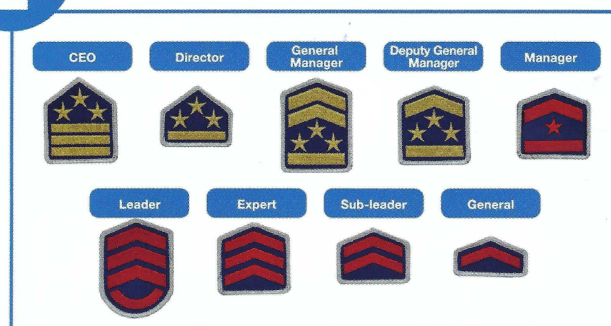 CEO
Director
General
Manager
Deputy General
Manager
Manager
Leader
Expert
Sub-leader
General